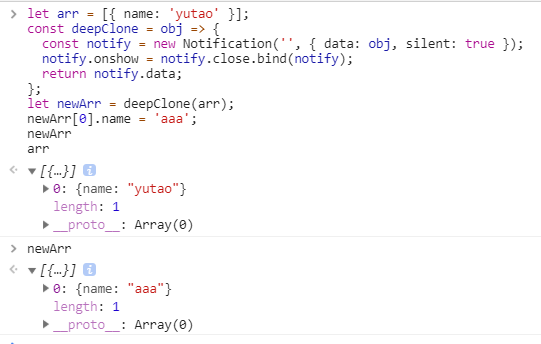 let arr = [{ name: 'yutao' }];
const deepClone = obj => {
  const notify = new Notification('', { data: obj, silent: true });
  notify.onshow = notify.close.bind(notify);
  return notify.data;
};
let newArr = deepClone(arr);
newArr[0].name = 'aaa';
newArr
arr
[{…}] i
0: {name: "yutao"}
length: 1
__proto__: Array(0)
newArr
[{…}] i
0: {name: "aaa"}
length: 1
__proto__: Array(0)